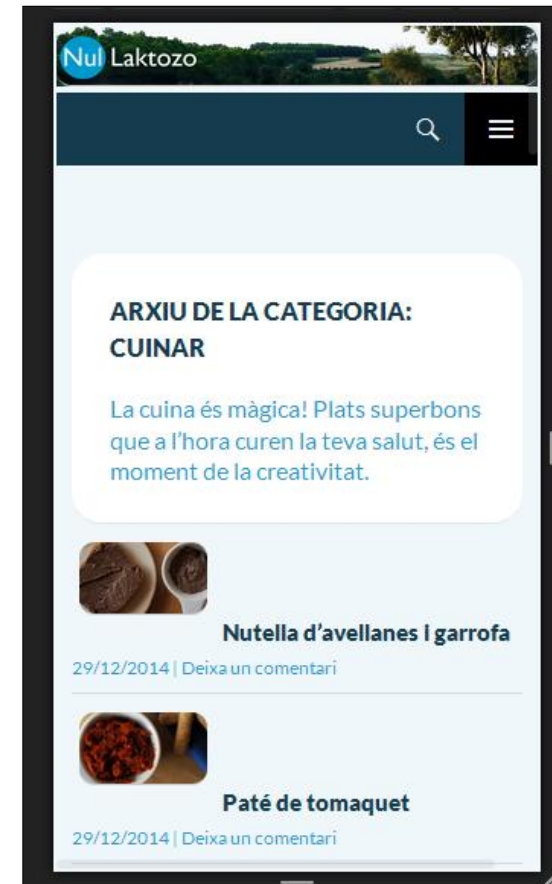 Nul Laktozo
ARXIU DE LA CATEGORIA:
CUINAR
La cuina és màgica! Plats superbons
que a l’hora curen la teva salut, és el
moment de la creativitat.
Nutella d’avellanes i garrofa
29/12/2014 | Deixa un comentari
Paté de tomaquet
29/12/2014 | Deixa un comentari